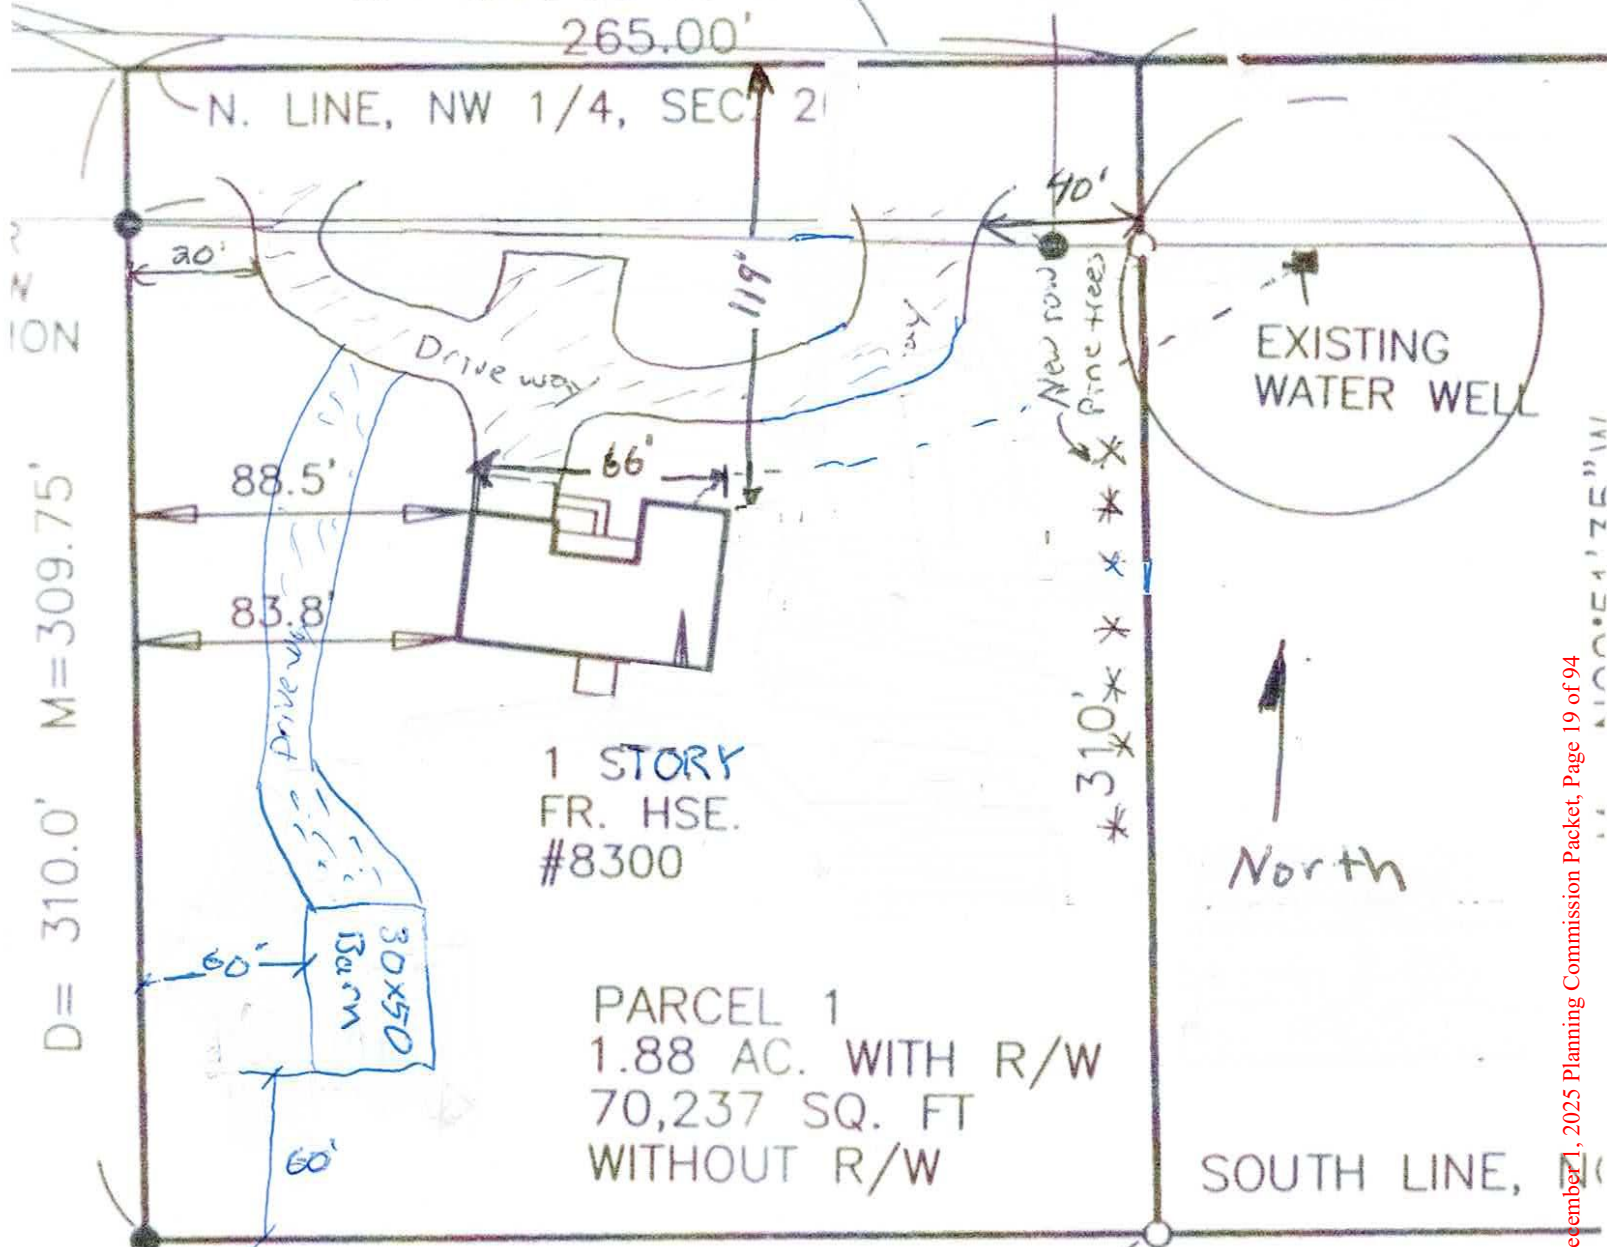 265.00'
N. LINE, NW 1/4, SEC. 2
40'
20'
ION
119'
Drive way
New row
Pine trees
EXISTING
WATER WELL
88.5'
66'
83.8'
Driveway
D= 310.0' M=309.75'
310'
1 STORY
FR. HSE.
#8300
North
60'
30x50
Barn
PARCEL 1
1.88 AC. WITH R/W
70,237 SQ. FT
WITHOUT R/W
60'
SOUTH LINE,
ecember 1, 2025 Planning Commission Packet, Page 19 of 94